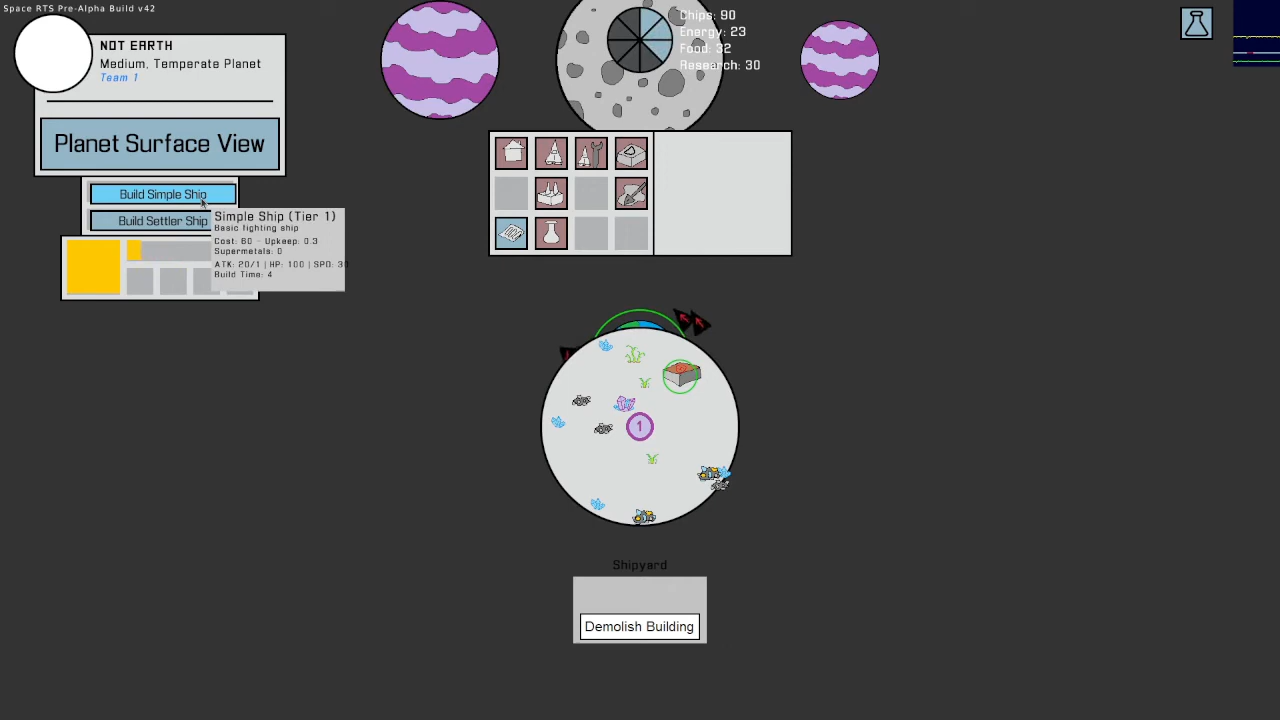 Space RTS Pre-Alpha Build v42
NOT EARTH
Medium, Temperate Planet
Team 1
Planet Surface View
Build Simple Ship
Build Settler Ship
Simple Ship (Tier 1)
Basic fighting ship
Cost: 60 - Upkeep: 0.3
Supermetals: 0
ATK: 20/1 | HP: 100 | SPD: 30
Build Time: 4
Chips: 90
Energy: 23
Food: 32
Research: 30
1
Shipyard
Demolish Building